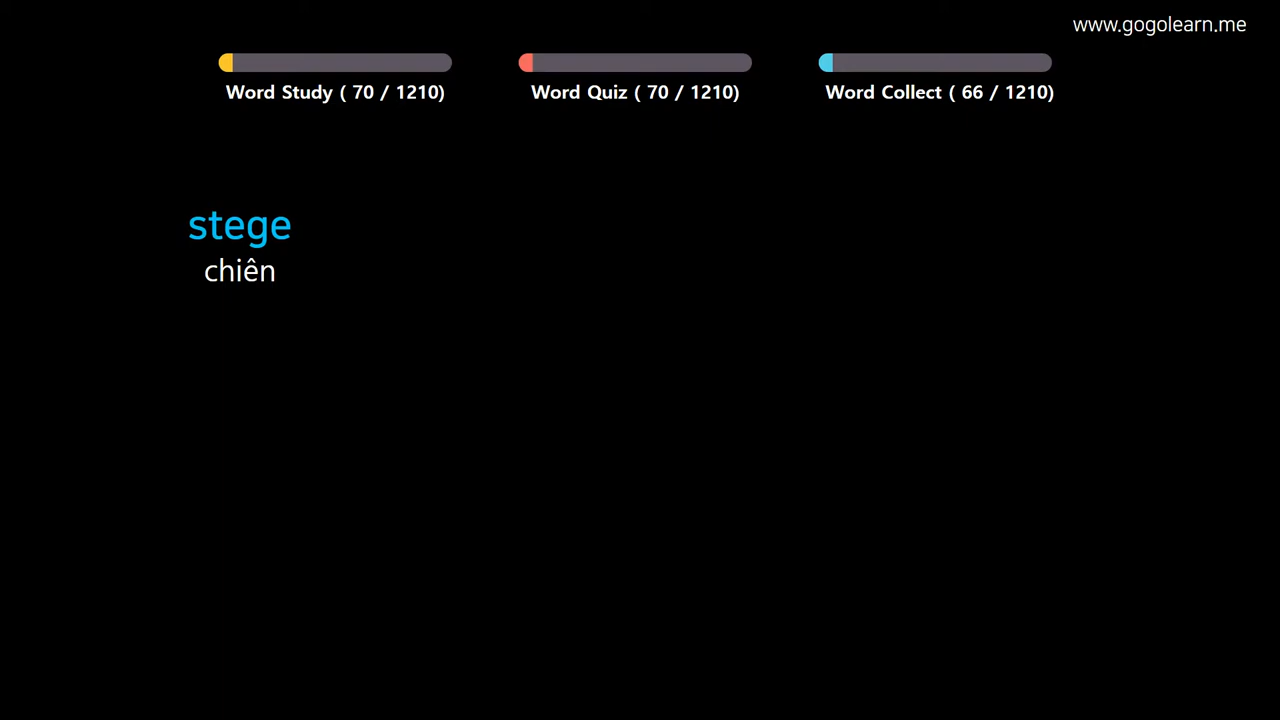 www.gogolearn.me
Word Study ( 70 / 1210)
Word Quiz ( 70 / 1210)
Word Collect ( 66 / 1210)
stege
chiên